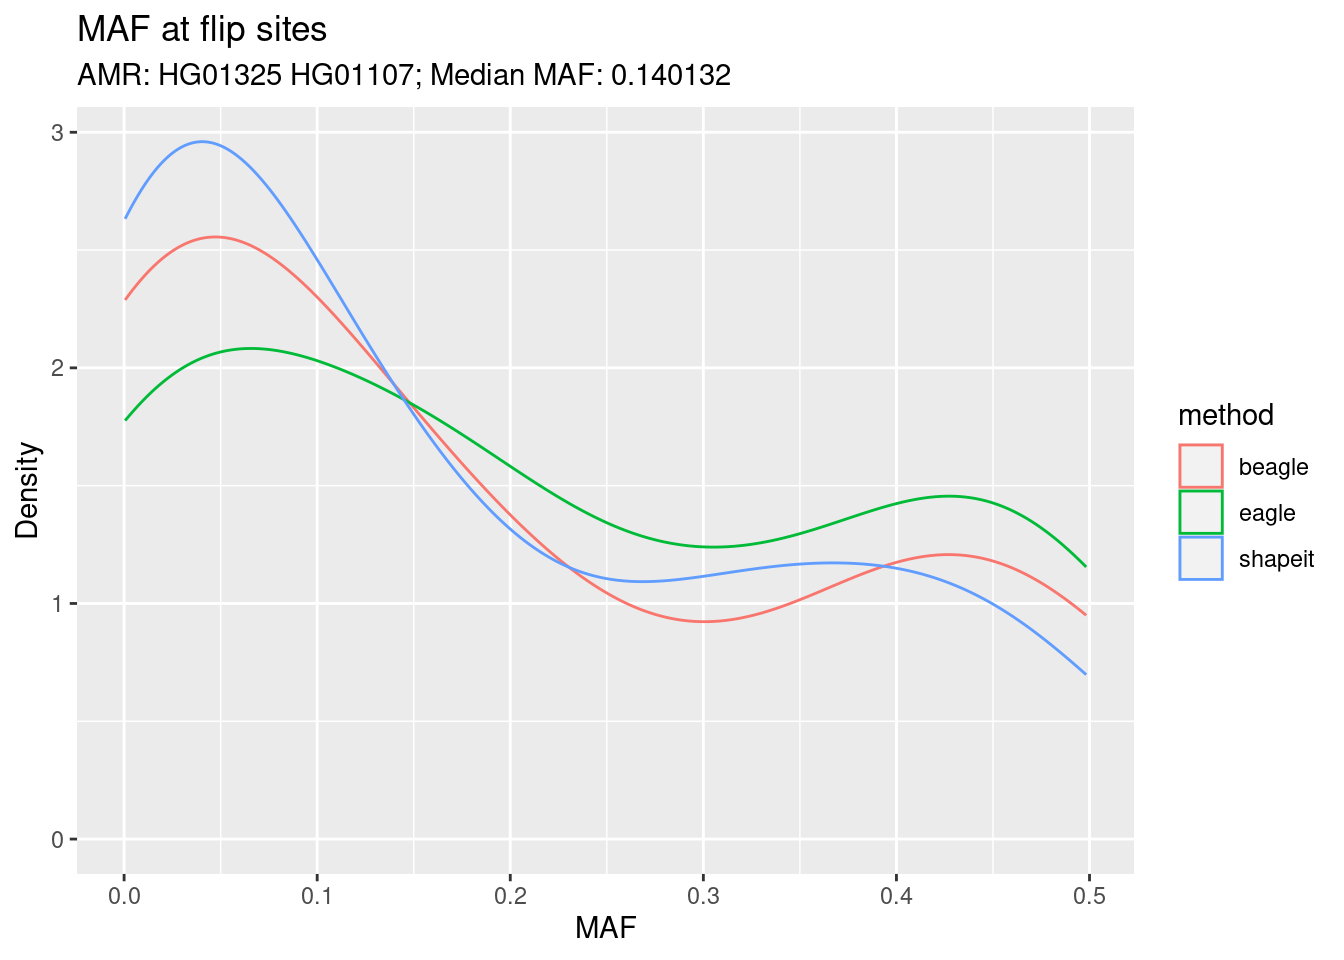 MAF at flip sites
AMR: HG01325 HG01107; Median MAF: 0.140132
3
2
1
0
Density
0.0 0.1 0.2 0.3 0.4 0.5
MAF
method
beagle
eagle
shapeit